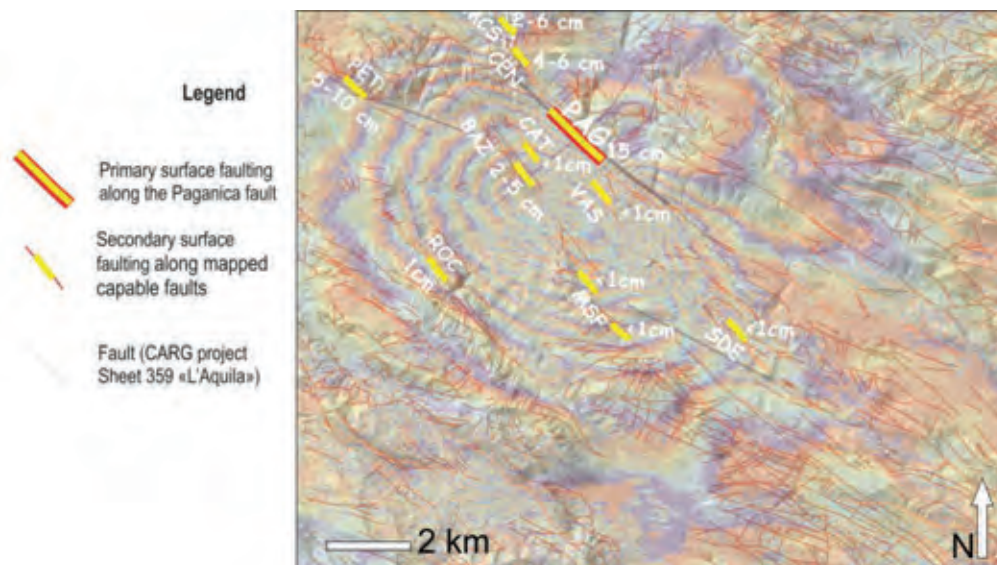 Legend
Primary surface faulting
along the Paganica fault
Secondary surface
faulting along mapped
capable faults
Fault (CARG project
Sheet 359 «L'Aquila»)
2-6 cm
4-6 cm
CPN
PET
5-10 cm
PAG
15 cm
CAT
<1cm
BAZ
2-15 cm
VAS
<1cm
ROC
1cm
<1cm
MSF
<1cm
SDE
<1cm
2 km
N